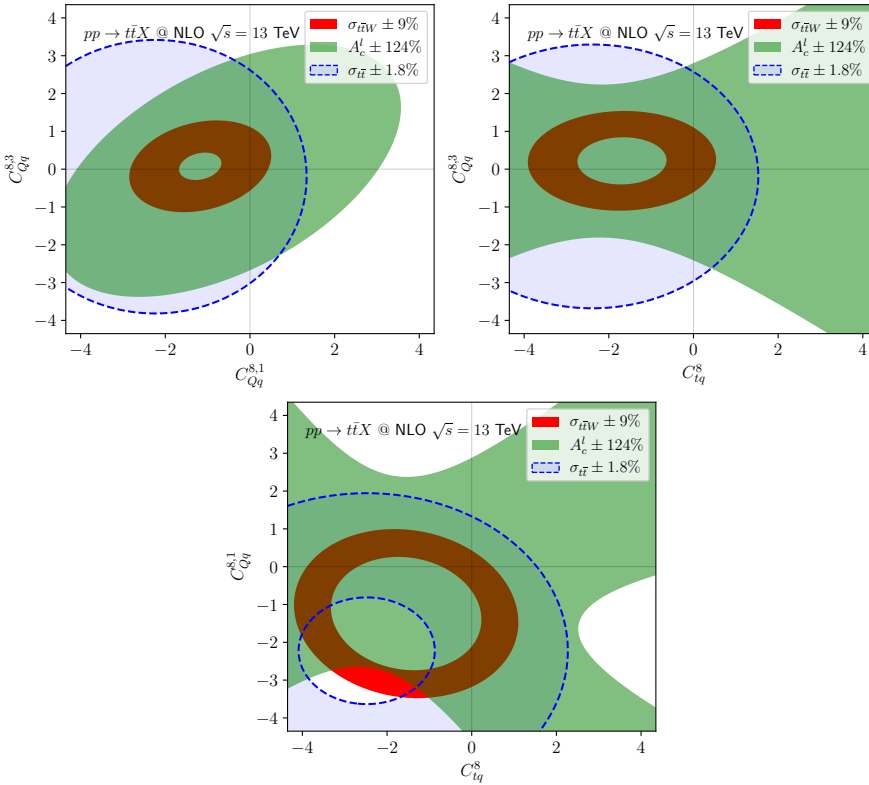 pp → tt̄X @ NLO √s = 13 TeV
σ_{tt̄W} ± 9%
A_c^l ± 124%
σ_{tt̄} ± 1.8%
4
3
2
1
0
−1
−2
−3
−4
C_{Qq}^{8,3}
−4 −2 0 2 4
C_{Qq}^{8,1}
pp → tt̄X @ NLO √s = 13 TeV
σ_{tt̄W} ± 9%
A_c^l ± 124%
σ_{tt̄} ± 1.8%
4
3
2
1
0
−1
−2
−3
−4
C_{Qq}^{8,3}
−4 −2 0 2 4
C_{tq}^{8}
pp → tt̄X @ NLO √s = 13 TeV
σ_{tt̄W} ± 9%
A_c^l ± 124%
σ_{tt̄} ± 1.8%
4
3
2
1
0
−1
−2
−3
−4
C_{Qq}^{8,1}
−4 −2 0 2 4
C_{tq}^{8}